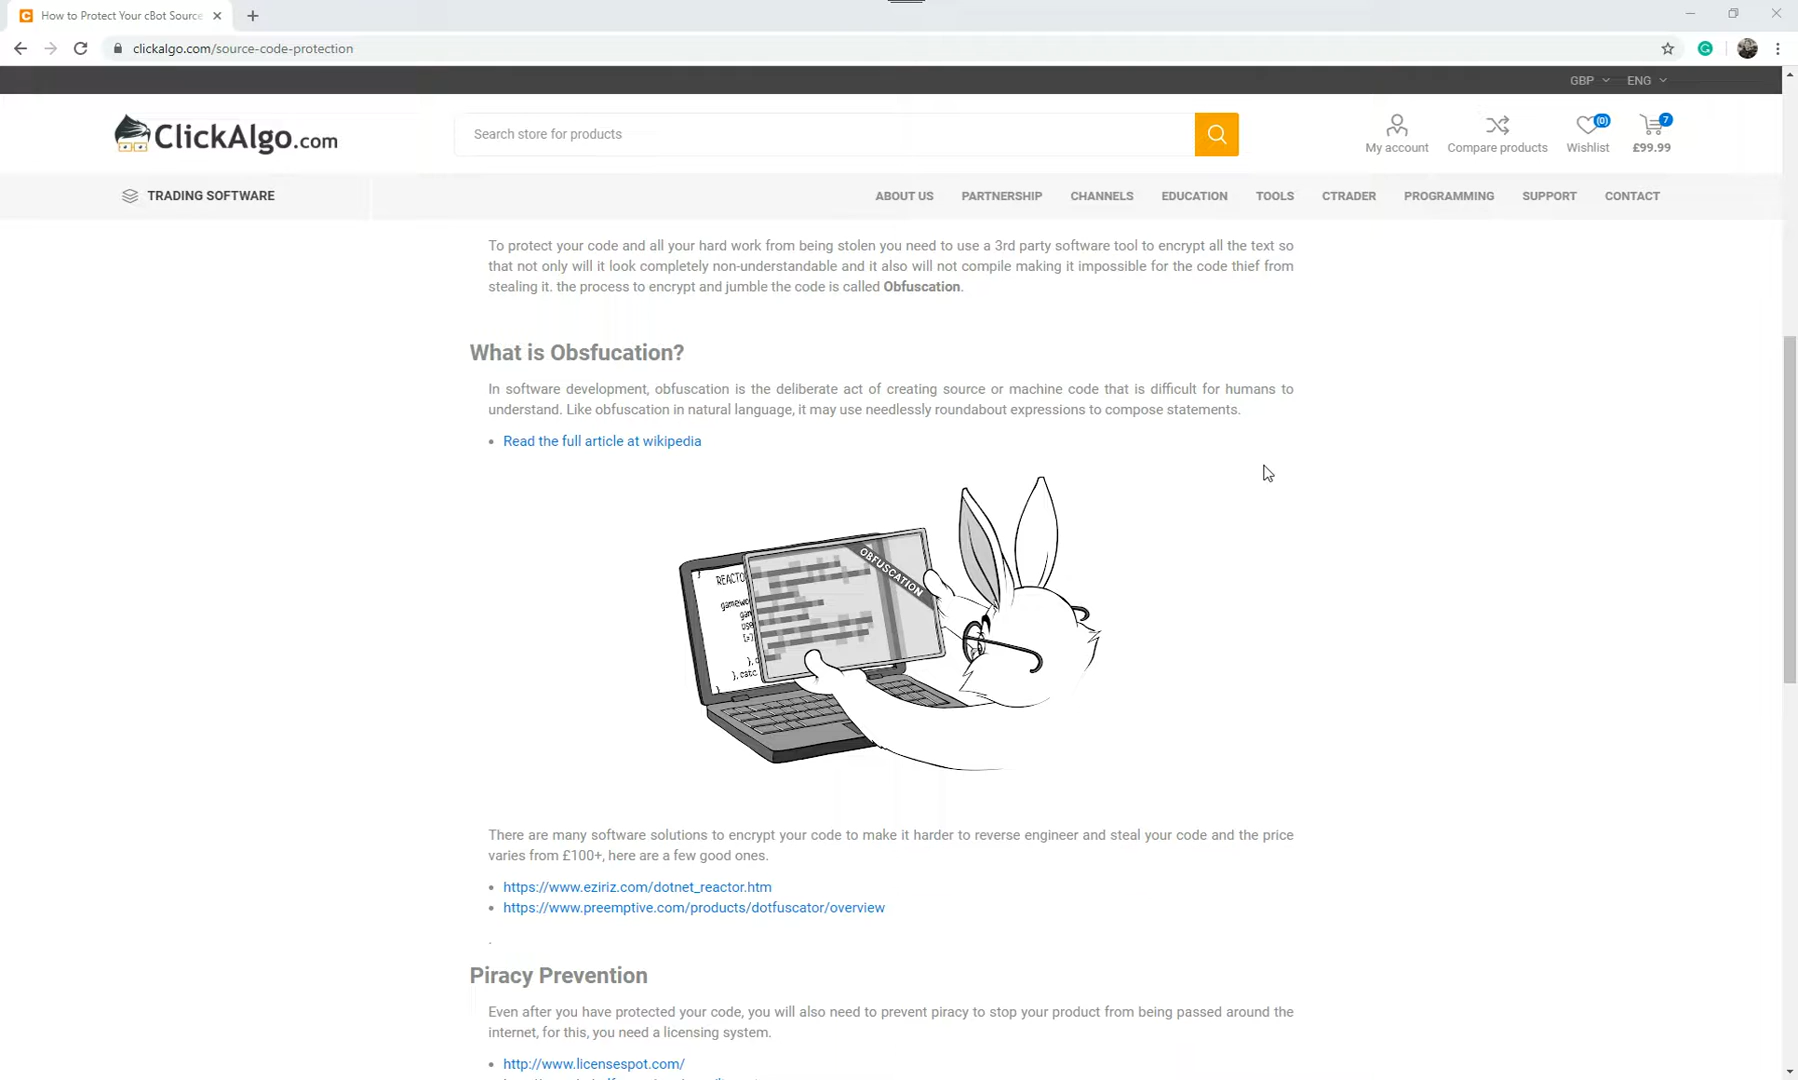 How to Protect Your cBot Source
clickalgo.com/source-code-protection
GBP
ENG
ClickAlgo.com
Search store for products
(0)
7
My account
Compare products
Wishlist
£99.99
TRADING SOFTWARE
ABOUT US
PARTNERSHIP
CHANNELS
EDUCATION
TOOLS
CTRADER
PROGRAMMING
SUPPORT
CONTACT
To protect your code and all your hard work from being stolen you need to use a 3rd party software tool to encrypt all the text so
that not only will it look completely non-understandable and it also will not compile making it impossible for the code thief from
stealing it. the process to encrypt and jumble the code is called Obfuscation.
What is Obsfucation?
In software development, obfuscation is the deliberate act of creating source or machine code that is difficult for humans to
understand. Like obfuscation in natural language, it may use needlessly roundabout expressions to compose statements.
• Read the full article at wikipedia
OBFUSCATION
REACTO
gamewo
gam
use
[=]
},c
},catc
}
There are many software solutions to encrypt your code to make it harder to reverse engineer and steal your code and the price
varies from £100+, here are a few good ones.
• https://www.eziriz.com/dotnet_reactor.htm
• https://www.preemptive.com/products/dotfuscator/overview
.
Piracy Prevention
Even after you have protected your code, you will also need to prevent piracy to stop your product from being passed around the
internet, for this, you need a licensing system.
• http://www.licensespot.com/